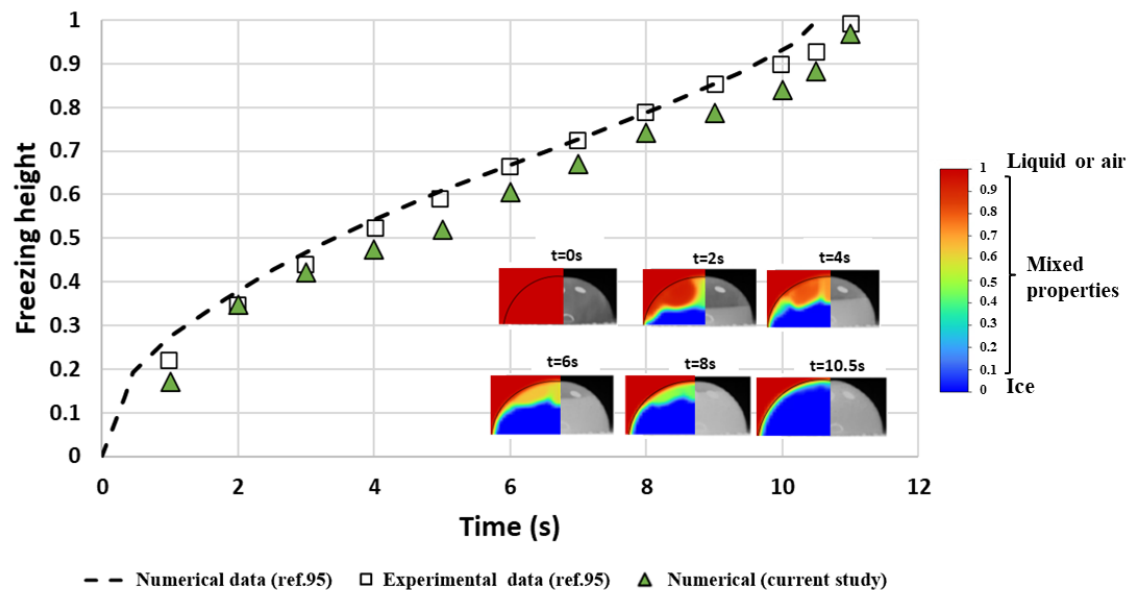 1
0.9
0.8
0.7
0.6
0.5
0.4
0.3
0.2
0.1
0
Freezing height
0 2 4 6 8 10 12
Time (s)
t=0s t=2s t=4s
t=6s t=8s t=10.5s
1
0.9
0.8
0.7
0.6
0.5
0.4
0.3
0.2
0.1
0
Liquid or air
Mixed
properties
Ice
Numerical data (ref.95) Experimental data (ref.95) Numerical (current study)